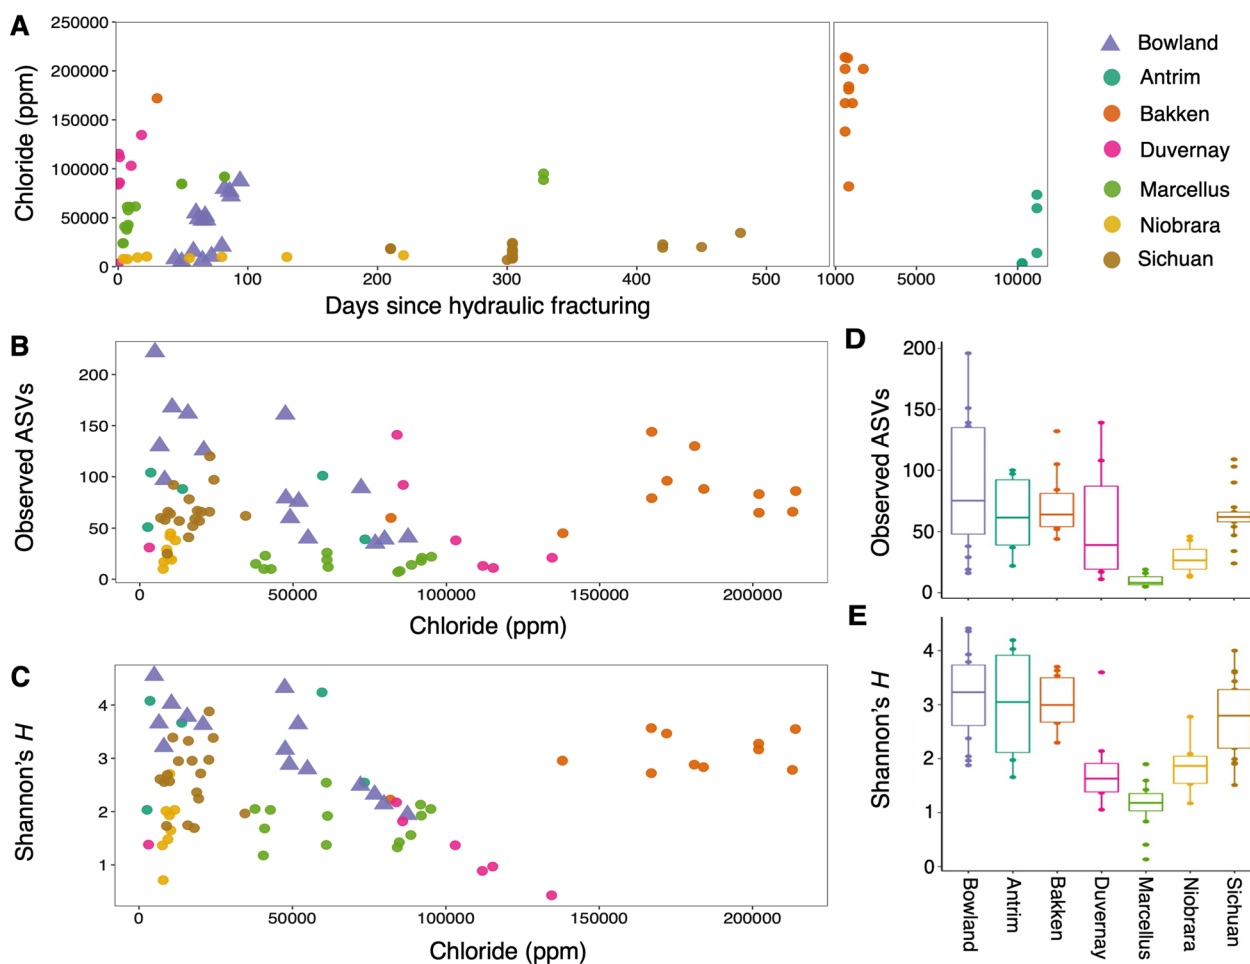 A
Chloride (ppm)
250000
200000
150000
100000
50000
0
0
100
200
300
400
500
1000
5000
10000
Days since hydraulic fracturing
Bowland
Antrim
Bakken
Duvernay
Marcellus
Niobrara
Sichuan
B
Observed ASVs
200
150
100
50
0
0
50000
100000
150000
200000
Chloride (ppm)
C
Shannon's H
4
3
2
1
0
50000
100000
150000
200000
Chloride (ppm)
D
Observed ASVs
200
150
100
50
0
E
Shannon's H
4
3
2
1
0
Bowland
Antrim
Bakken
Duvernay
Marcellus
Niobrara
Sichuan